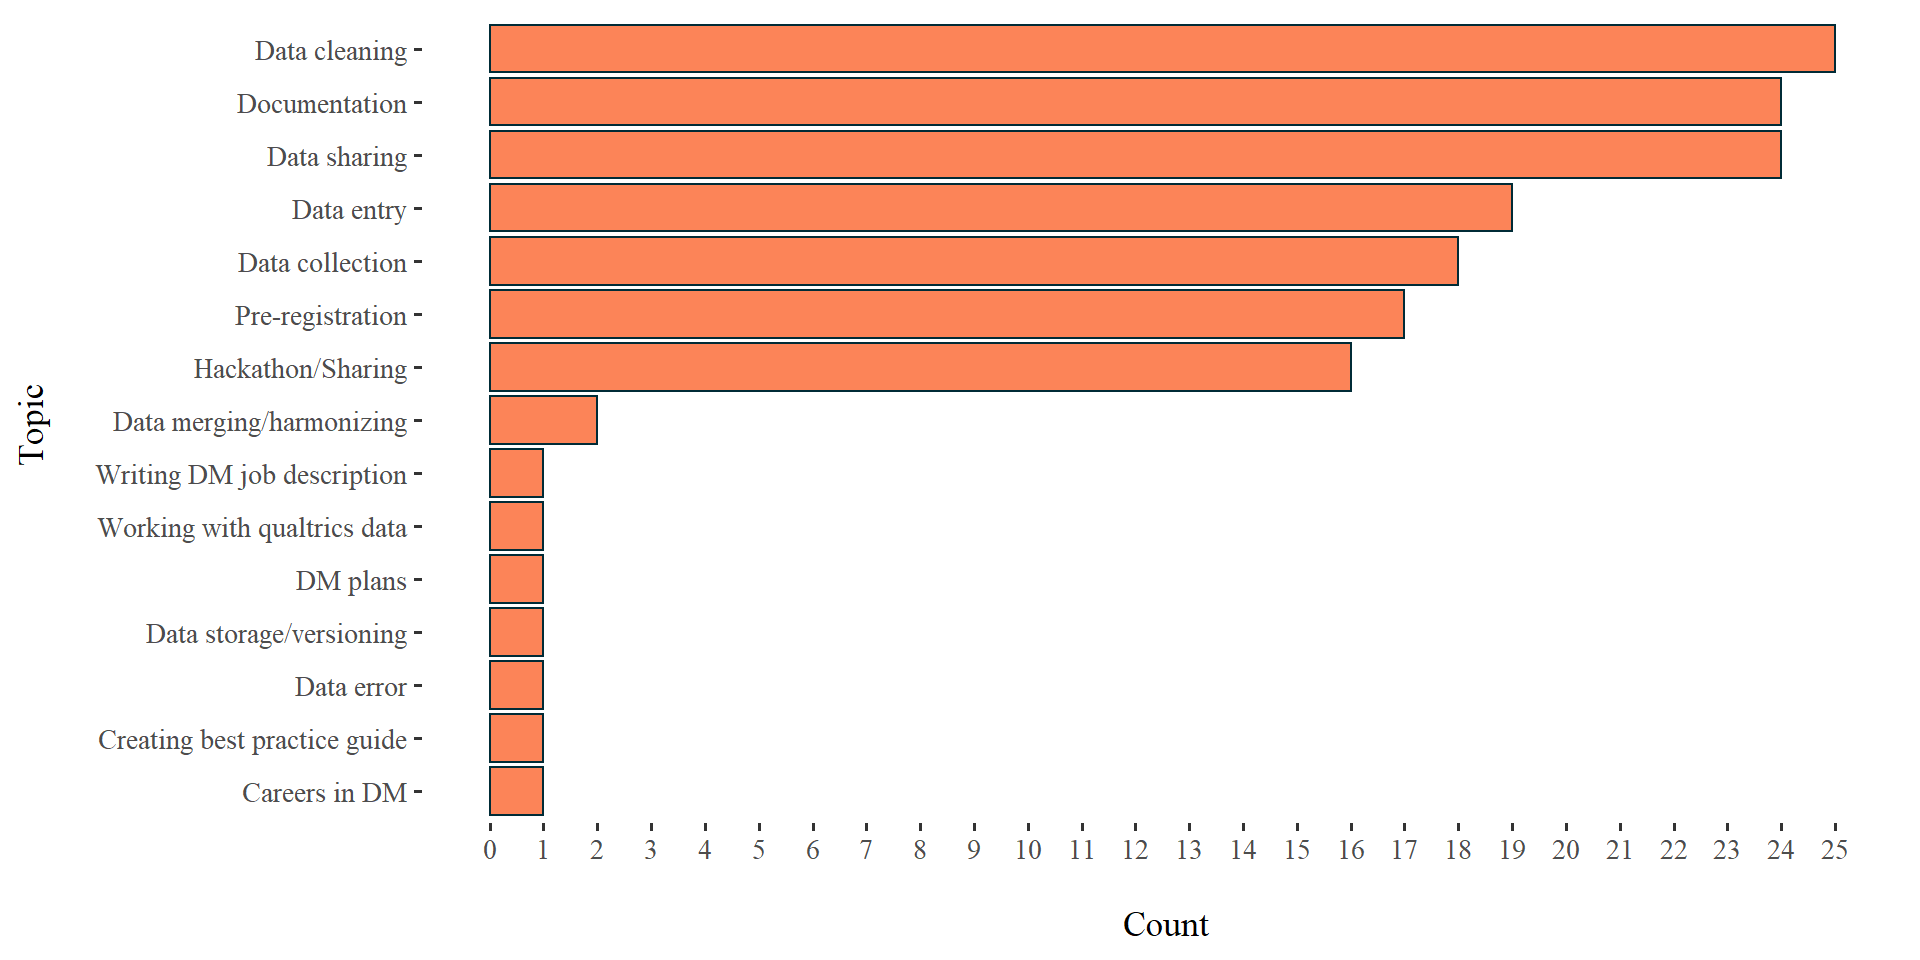 Data cleaning
Documentation
Data sharing
Data entry
Data collection
Pre-registration
Hackathon/Sharing
Data merging/harmonizing
Writing DM job description
Working with qualtrics data
DM plans
Data storage/versioning
Data error
Creating best practice guide
Careers in DM
Topic
0 1 2 3 4 5 6 7 8 9 10 11 12 13 14 15 16 17 18 19 20 21 22 23 24 25
Count